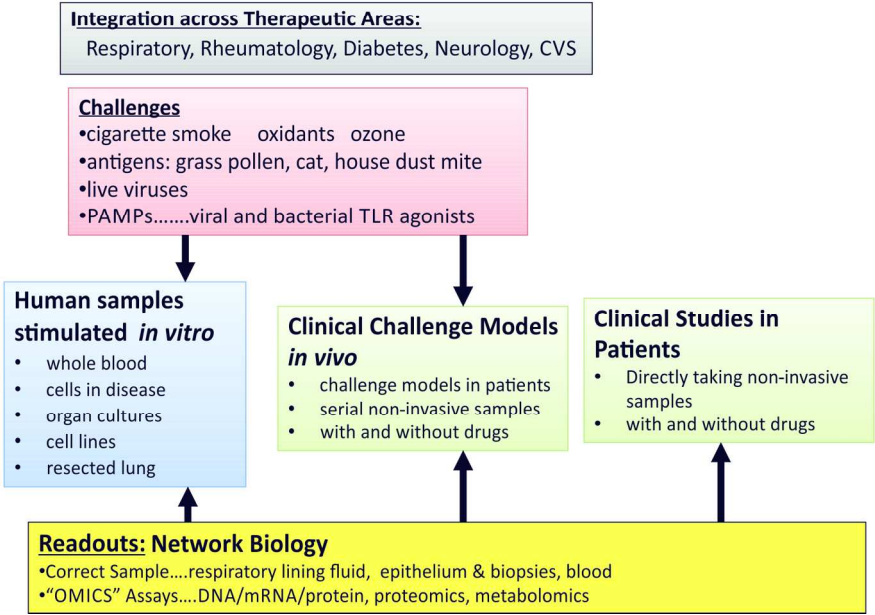 Integration across Therapeutic Areas:
Respiratory, Rheumatology, Diabetes, Neurology, CVS
Challenges
•cigarette smoke oxidants ozone
•antigens: grass pollen, cat, house dust mite
•live viruses
•PAMPs.......viral and bacterial TLR agonists
Human samples
stimulated in vitro
• whole blood
• cells in disease
• organ cultures
• cell lines
• resected lung
Clinical Challenge Models
in vivo
• challenge models in patients
• serial non-invasive samples
• with and without drugs
Clinical Studies in
Patients
• Directly taking non-invasive
samples
• with and without drugs
Readouts: Network Biology
•Correct Sample....respiratory lining fluid, epithelium & biopsies, blood
•“OMICS” Assays....DNA/mRNA/protein, proteomics, metabolomics